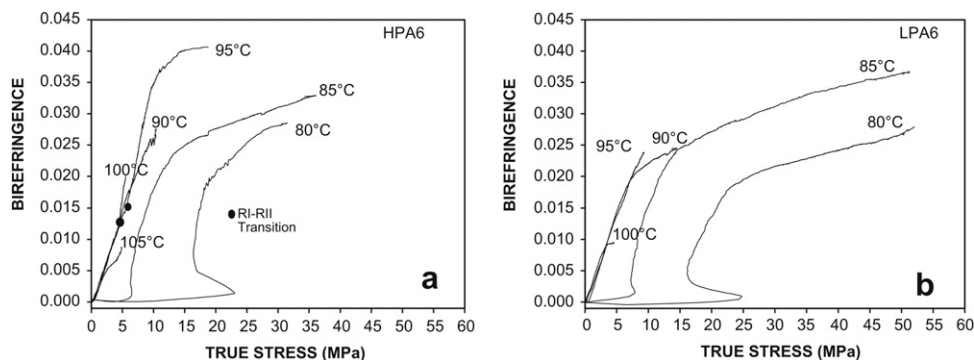 HPA6
0.045
0.040
0.035
0.030
0.025
0.020
0.015
0.010
0.005
0.000
BIREFRINGENCE
95°C
85°C
90°C
80°C
100°C
RI-RII
Transition
105°C
a
0 5 10 15 20 25 30 35 40 45 50 55 60
TRUE STRESS (MPa)
LPA6
0.045
0.040
0.035
0.030
0.025
0.020
0.015
0.010
0.005
0.000
BIREFRINGENCE
85°C
80°C
95°C
90°C
100°C
b
0 5 10 15 20 25 30 35 40 45 50 55 60
TRUE STRESS (MPa)